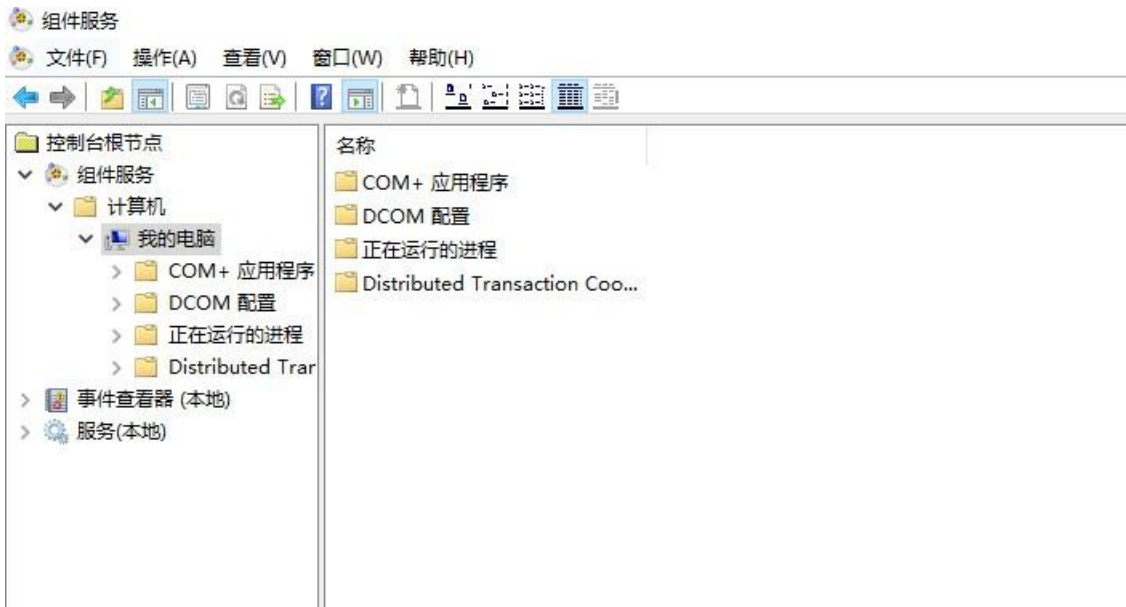 组件服务
文件(F) 操作(A) 查看(V) 窗口(W) 帮助(H)
控制台根节点
组件服务
计算机
我的电脑
COM+ 应用程序
DCOM 配置
正在运行的进程
Distributed Tran
事件查看器 (本地)
服务(本地)
名称
COM+ 应用程序
DCOM 配置
正在运行的进程
Distributed Transaction Coo...